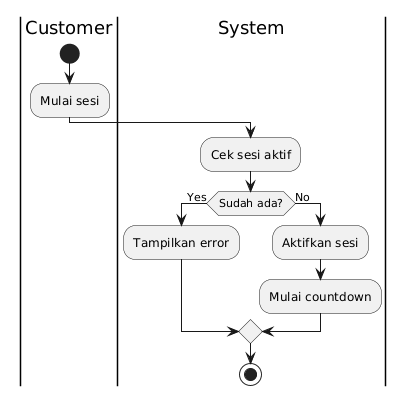 Customer
System
Mulai sesi
Cek sesi aktif
Yes
Sudah ada?
No
Tampilkan error
Aktifkan sesi
Mulai countdown